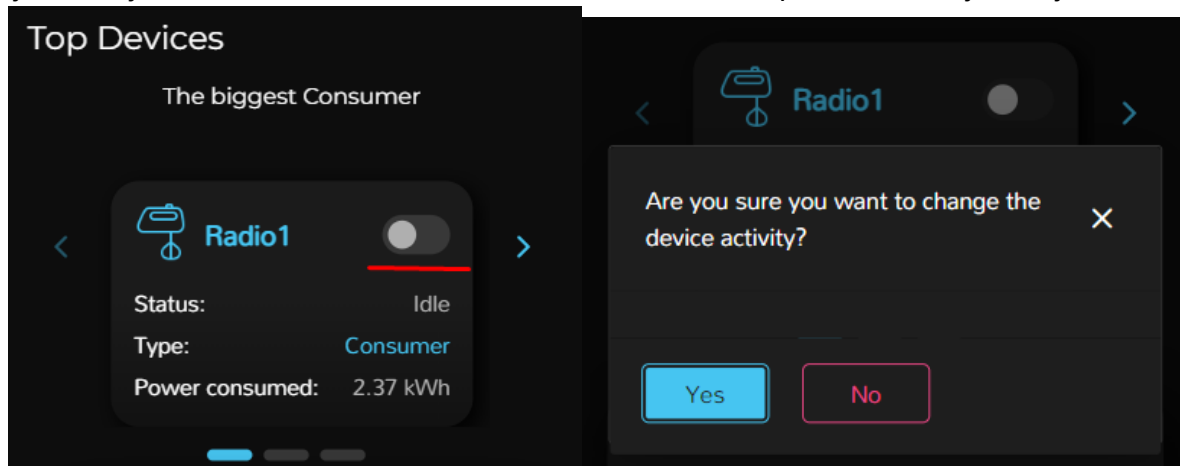 Top Devices
The biggest Consumer
Radio1
Status: Idle
Type: Consumer
Power consumed: 2.37 kWh
Radio1
Are you sure you want to change the
device activity?
Yes No